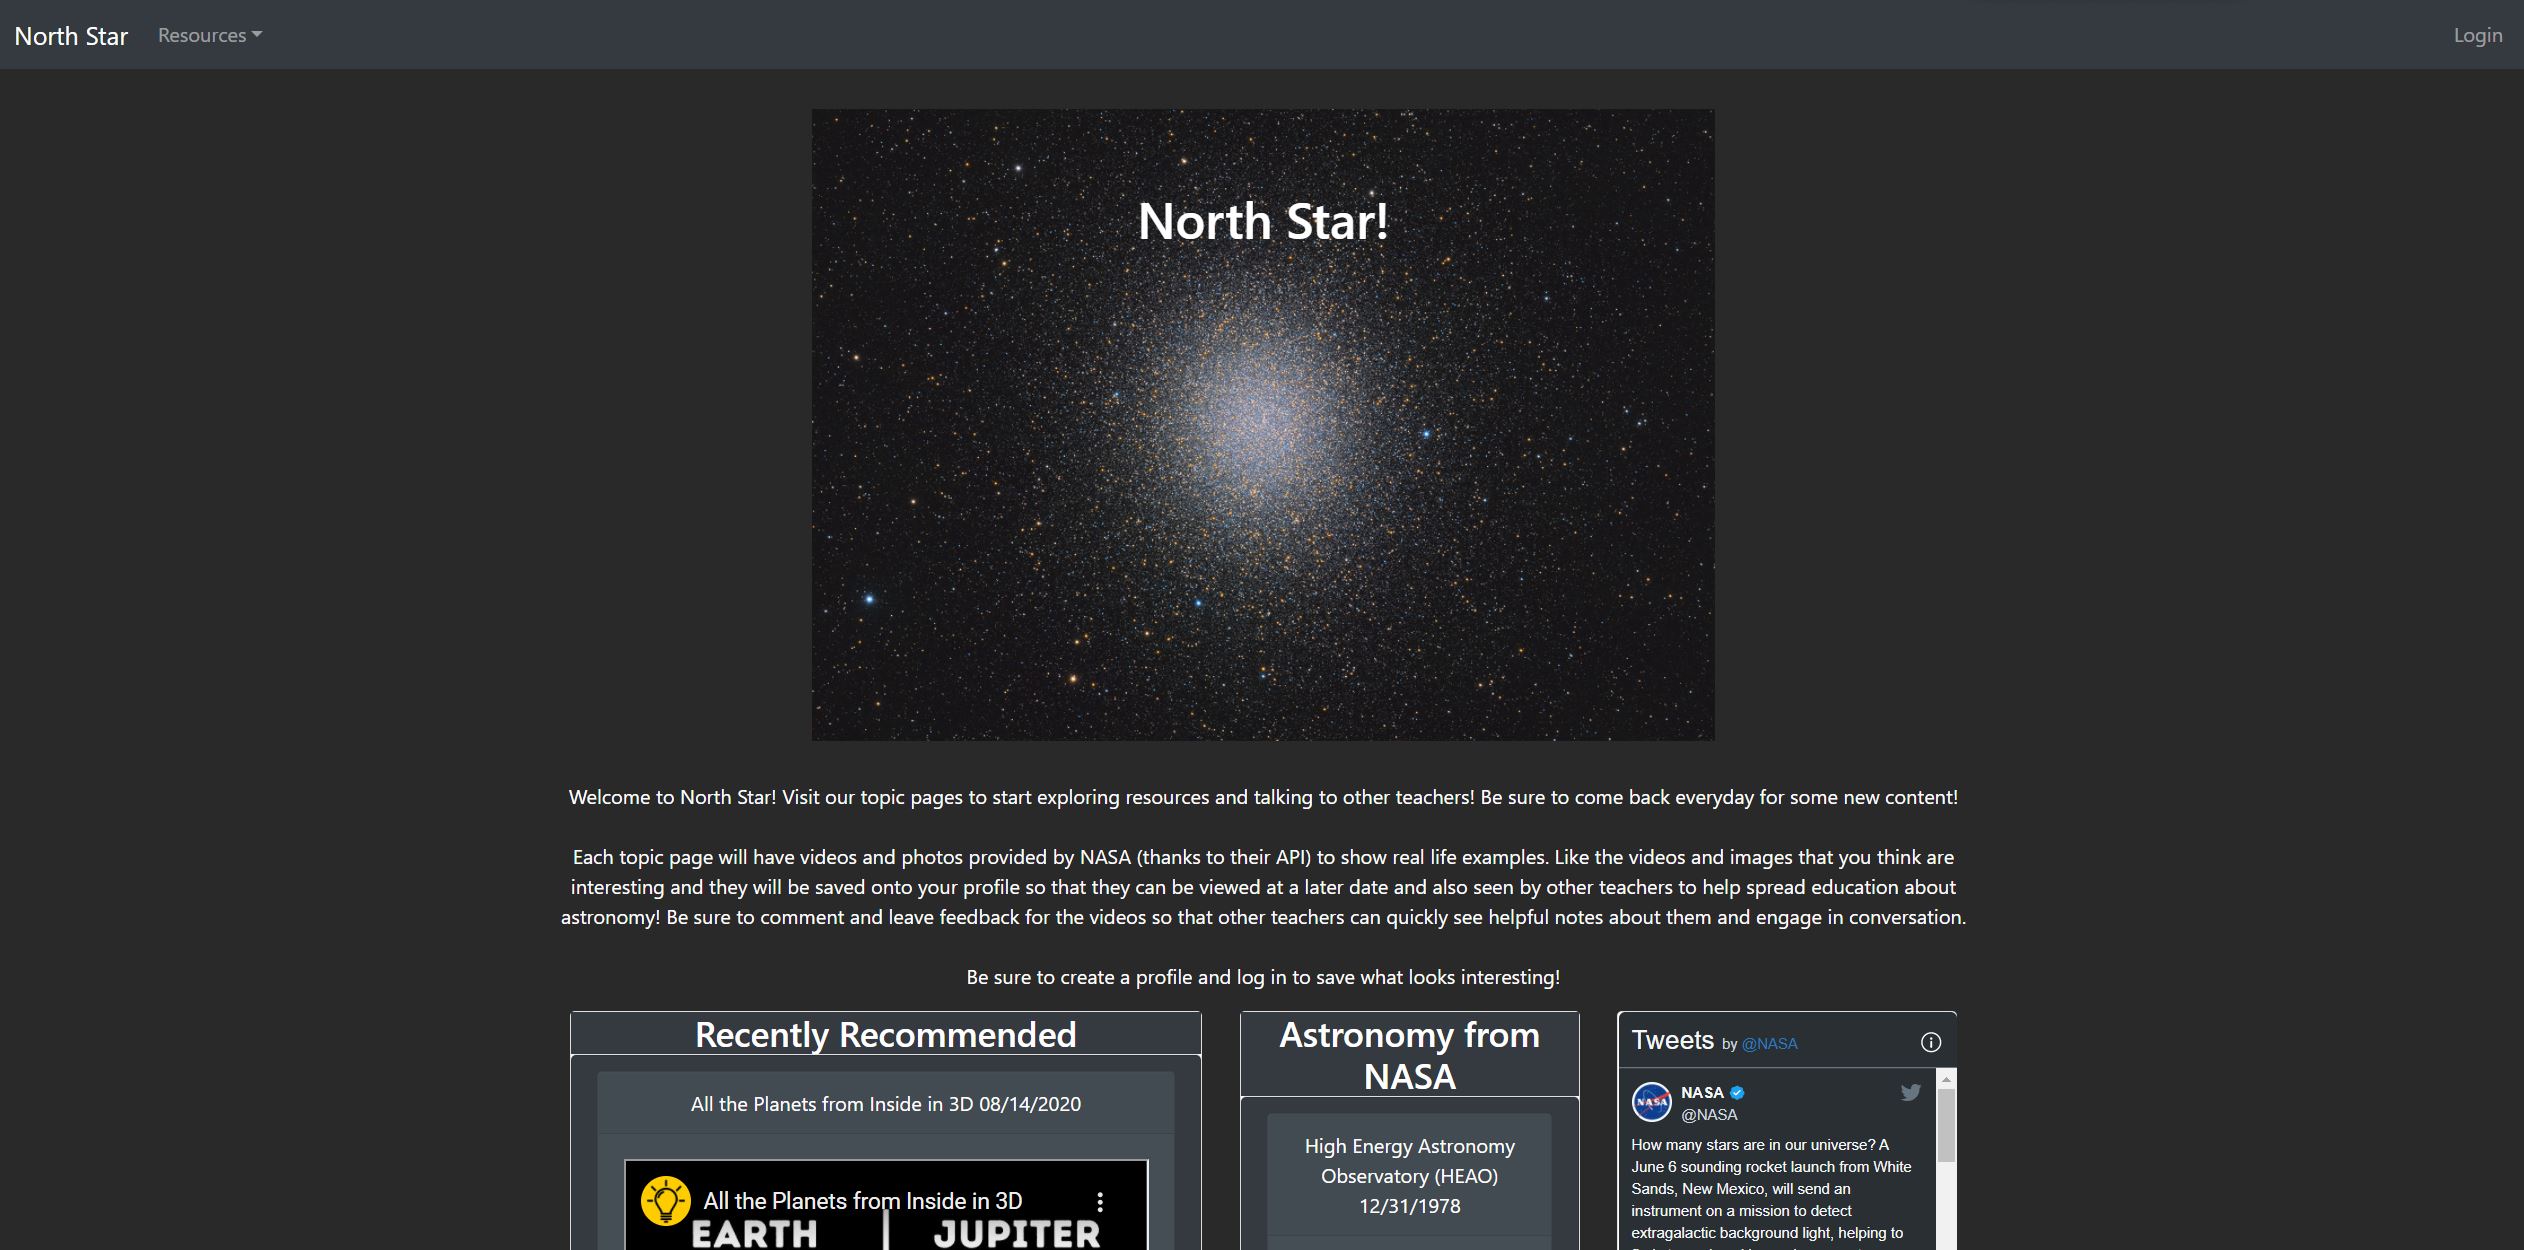 North Star
Resources
Login
North Star!
Welcome to North Star! Visit our topic pages to start exploring resources and talking to other teachers! Be sure to come back everyday for some new content!
Each topic page will have videos and photos provided by NASA (thanks to their API) to show real life examples. Like the videos and images that you think are
interesting and they will be saved onto your profile so that they can be viewed at a later date and also seen by other teachers to help spread education about
astronomy! Be sure to comment and leave feedback for the videos so that other teachers can quickly see helpful notes about them and engage in conversation.
Be sure to create a profile and log in to save what looks interesting!
Recently Recommended
All the Planets from Inside in 3D 08/14/2020
All the Planets from Inside in 3D
EARTH JUPITER
Astronomy from
NASA
High Energy Astronomy
Observatory (HEAO)
12/31/1978
Tweets by @NASA
NASA
NASA
@NASA
How many stars are in our universe? A
June 6 sounding rocket launch from White
Sands, New Mexico, will send an
instrument on a mission to detect
extragalactic background light, helping to